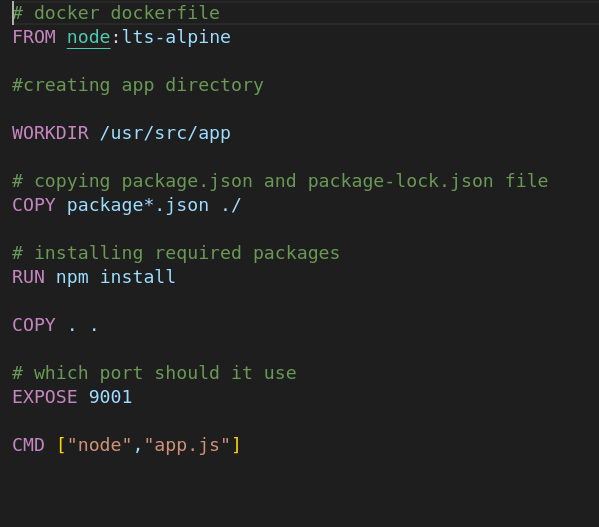 # docker dockerfile
FROM node:lts-alpine
#creating app directory
WORKDIR /usr/src/app
# copying package.json and package-lock.json file
COPY package*.json ./
# installing required packages
RUN npm install
COPY . .
# which port should it use
EXPOSE 9001
CMD ["node","app.js"]